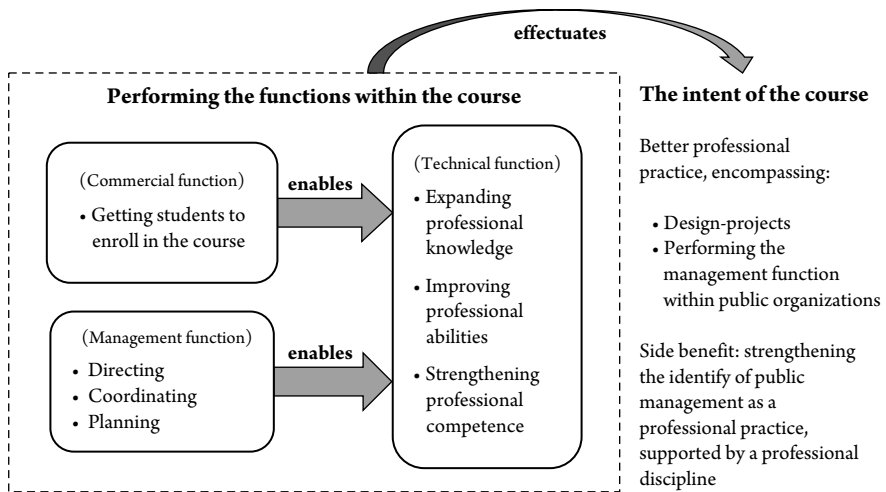 effectuates
Performing the functions within the course
(Commercial function)
• Getting students to
enroll in the course
enables
(Management function)
• Directing
• Coordinating
• Planning
enables
(Technical function)
• Expanding
professional
knowledge
• Improving
professional
abilities
• Strengthening
professional
competence
The intent of the course
Better professional
practice, encompassing:
• Design-projects
• Performing the
management function
within public organizations
Side benefit: strengthening
the identify of public
management as a
professional practice,
supported by a professional
discipline